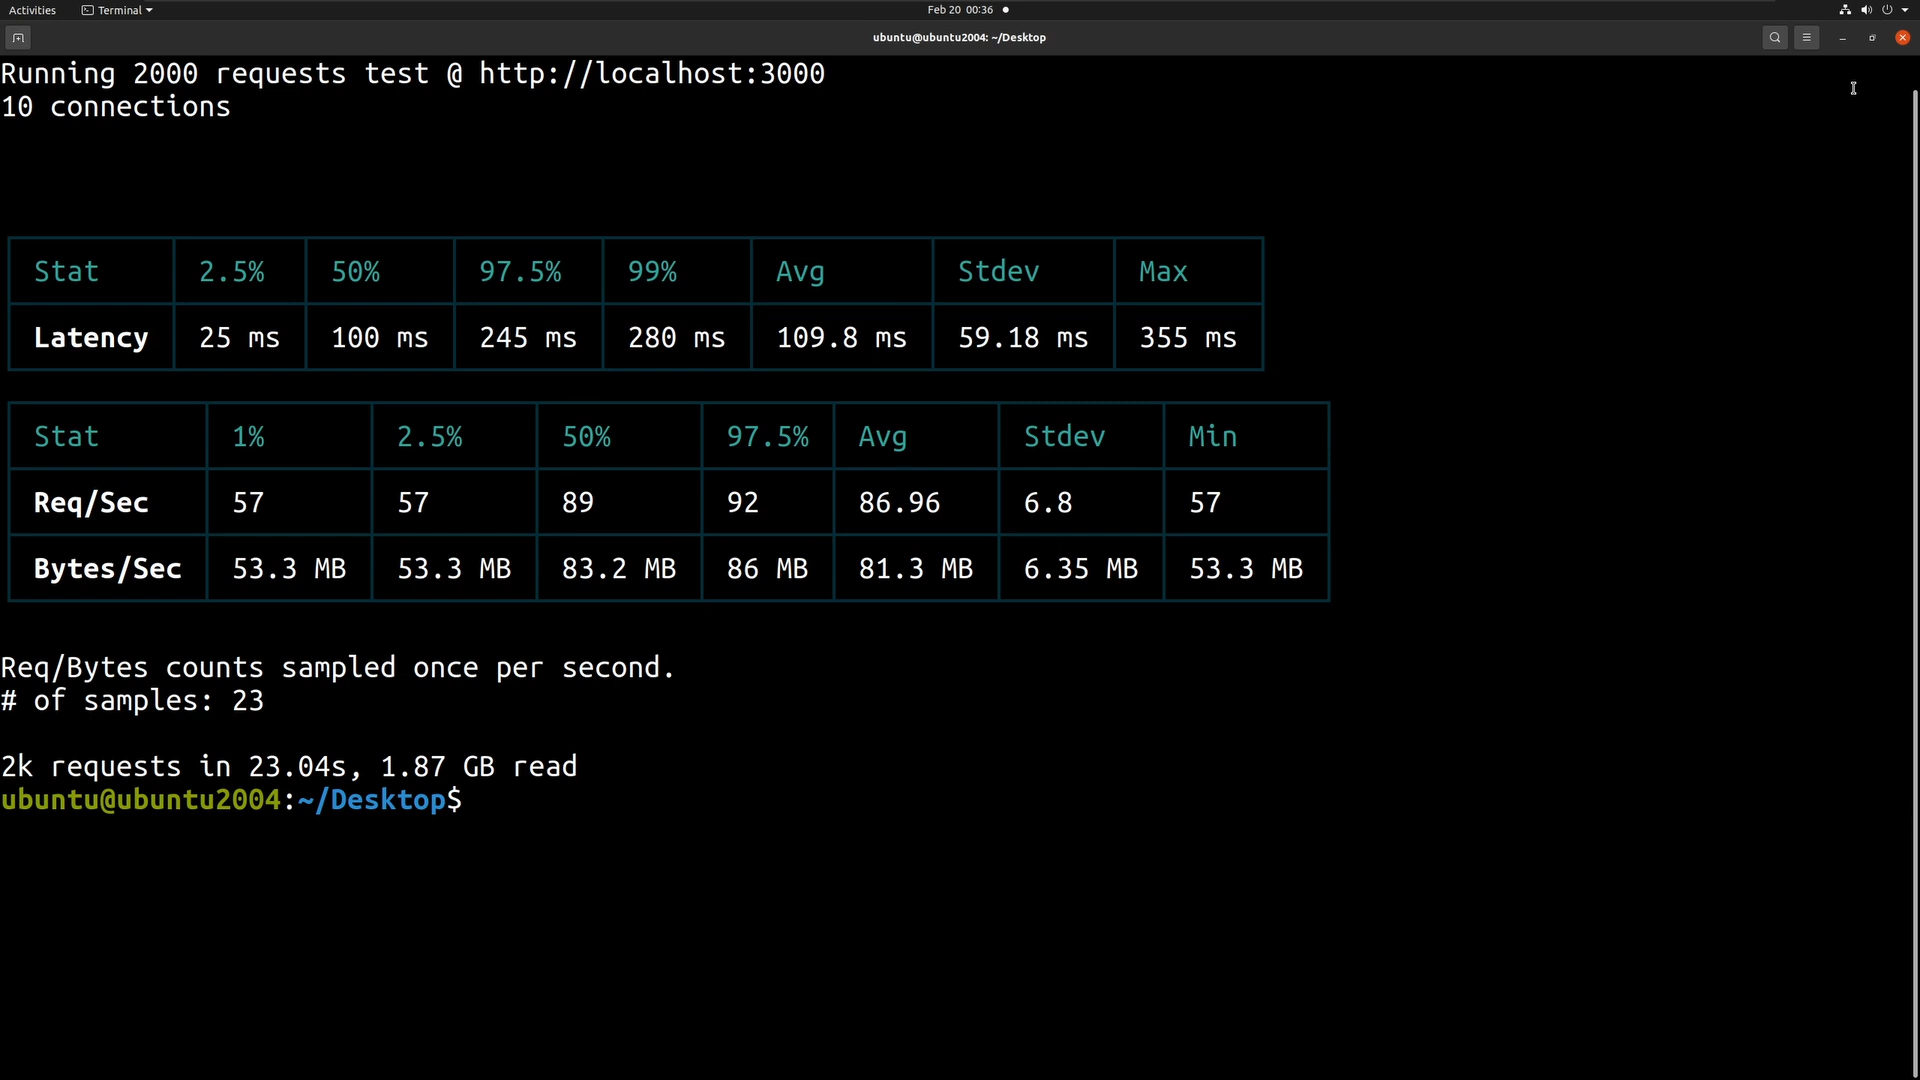 Activities Terminal Feb 20 00:36
ubuntu@ubuntu2004: ~/Desktop
Running 2000 requests test @ http://localhost:3000
10 connections
Stat 2.5% 50% 97.5% 99% Avg Stdev Max
Latency 25 ms 100 ms 245 ms 280 ms 109.8 ms 59.18 ms 355 ms
Stat 1% 2.5% 50% 97.5% Avg Stdev Min
Req/Sec 57 57 89 92 86.96 6.8 57
Bytes/Sec 53.3 MB 53.3 MB 83.2 MB 86 MB 81.3 MB 6.35 MB 53.3 MB
Req/Bytes counts sampled once per second.
# of samples: 23
2k requests in 23.04s, 1.87 GB read
ubuntu@ubuntu2004:~/Desktop$